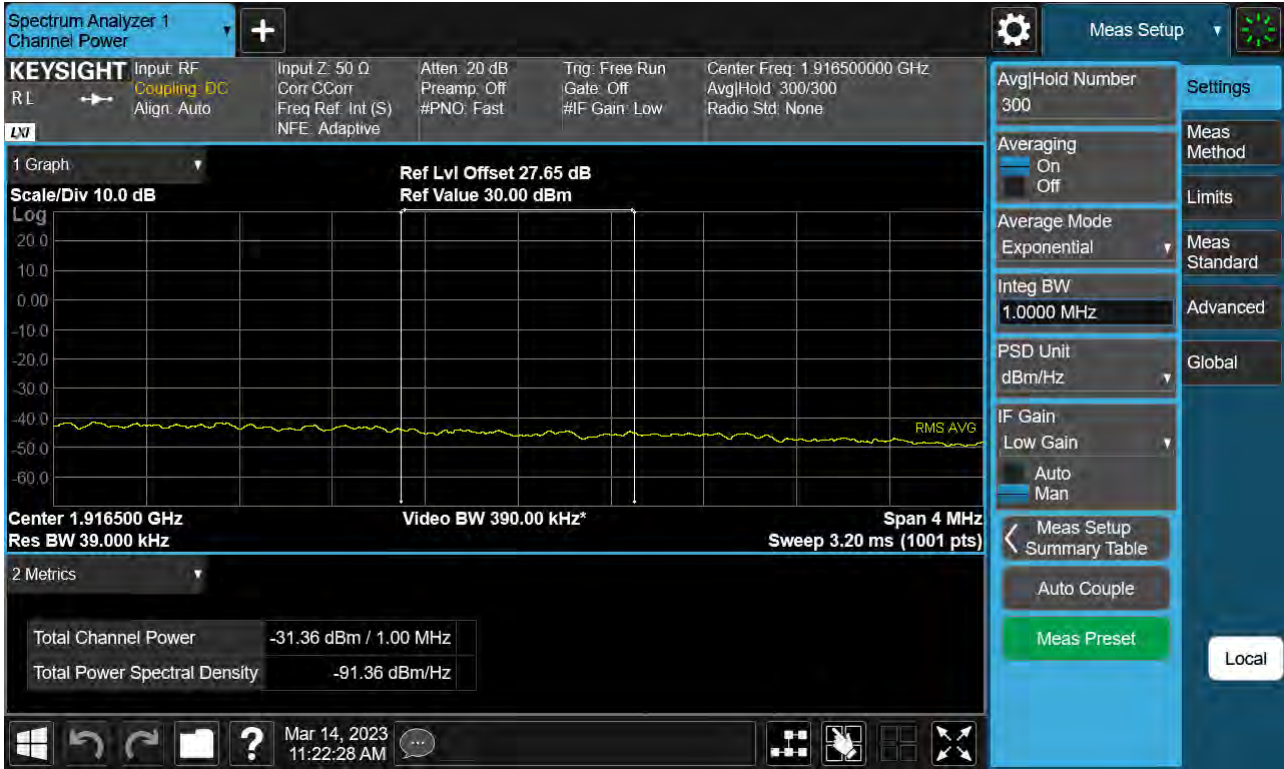 Spectrum Analyzer 1
Channel Power
+
Meas Setup
KEYSIGHT
R L
LXI
Input: RF
Coupling: DC
Align: Auto
Input Z: 50 Ω
Corr CCorr
Freq Ref: Int (S)
NFE: Adaptive
Atten: 20 dB
Preamp: Off
#PNO: Fast
Trig: Free Run
Gate: Off
#IF Gain: Low
Center Freq: 1.916500000 GHz
Avg|Hold: 300/300
Radio Std: None
1 Graph
Scale/Div 10.0 dB
Ref Lvl Offset 27.65 dB
Ref Value 30.00 dBm
Log
20.0
10.0
0.00
-10.0
-20.0
-30.0
-40.0
-50.0
-60.0
RMS AVG
Center 1.916500 GHz
Video BW 390.00 kHz*
Span 4 MHz
Res BW 39.000 kHz
Sweep 3.20 ms (1001 pts)
2 Metrics
Total Channel Power -31.36 dBm / 1.00 MHz
Total Power Spectral Density -91.36 dBm/Hz
?
Mar 14, 2023
11:22:28 AM
Avg|Hold Number
300
Averaging
On
Off
Average Mode
Exponential
Integ BW
1.0000 MHz
PSD Unit
dBm/Hz
IF Gain
Low Gain
Auto
Man
Meas Setup
Summary Table
Auto Couple
Meas Preset
Settings
Meas
Method
Limits
Meas
Standard
Advanced
Global
Local